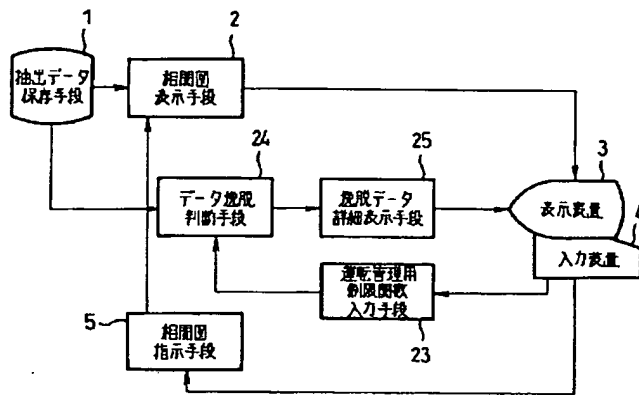 1
抽出データ
保存手段
2
相関図
表示手段
24
データ逸脱
判断手段
25
逸脱データ
詳細表示手段
3
表示装置
4
入力装置
運転管理用
制限関数
入力手段
23
5
相関図
指示手段